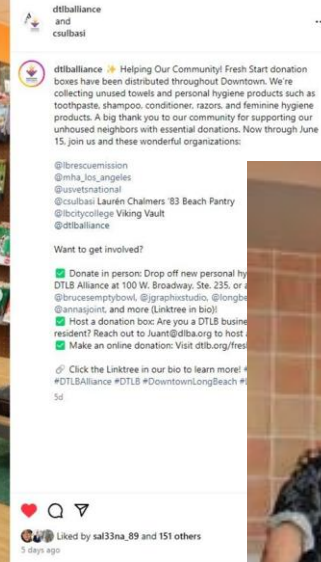 dtlballiance
and
csulbasi
dtlballiance ✨ Helping Our Community! Fresh Start donation
boxes have been distributed throughout Downtown. We're
collecting unused towels and personal hygiene products such as
toothpaste, shampoo, conditioner, razors, and feminine hygiene
products. A big thank you to our community for supporting our
unhoused neighbors with essential donations. Now through June
15, join us and these wonderful organizations:
@lbrescuemission
@mha_los_angeles
@usvetsnational
@csulbasi Laurén Chalmers '83 Beach Pantry
@lbcitycollege Viking Vault
@dtlballiance
Want to get involved?
✅ Donate in person: Drop off new personal hy
DTLB Alliance at 100 W. Broadway, Ste. 235, or a
@brucesemptybowl, @jgraphixstudio, @longbe
@annasjoint, and more (Linktree in bio)!
✅ Host a donation box: Are you a DTLB busine
resident? Reach out to Juant@dlba.org to host
✅ Make an online donation: Visit dtlb.org/fres
🔗 Click the Linktree in our bio to learn more! #
#DTLBAlliance #DTLB #DowntownLongBeach
5d
Liked by sal33na_89 and 151 others
5 days ago